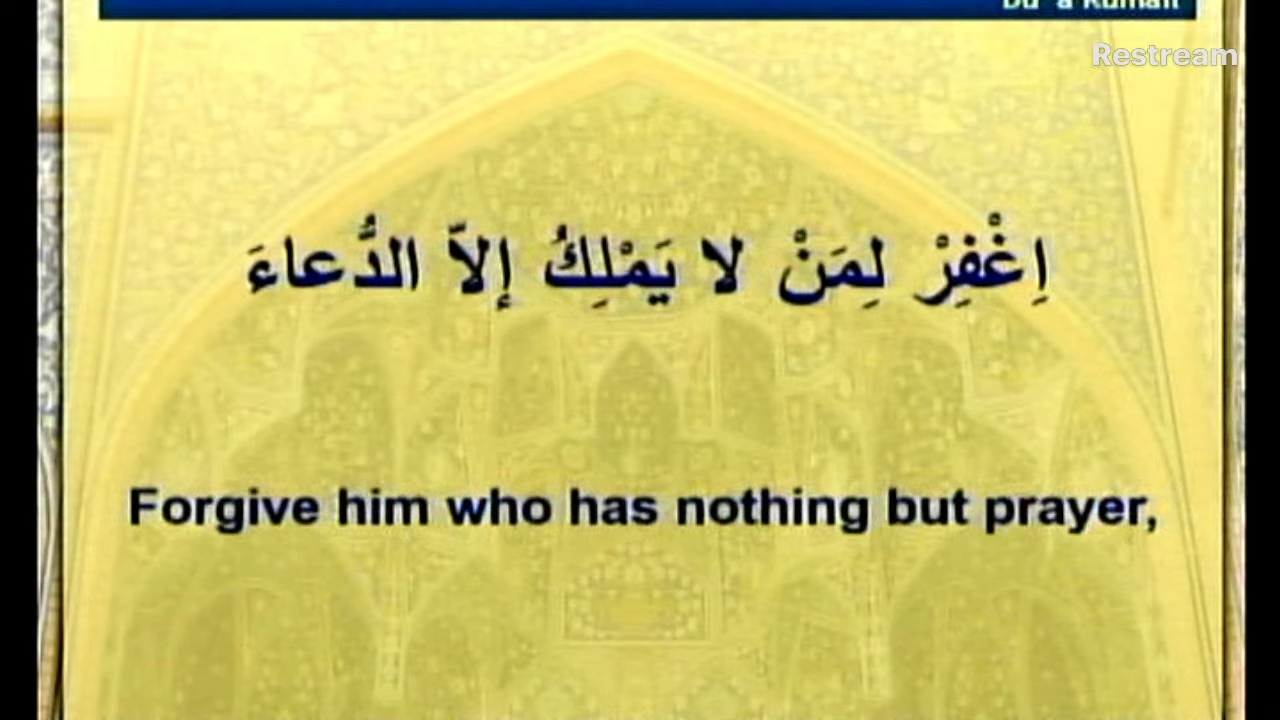 Du 'a Kumail
Restream
اِغْفِرْ لِمَنْ لا يَمْلِكُ إلاّ الدُّعاءَ
Forgive him who has nothing but prayer,